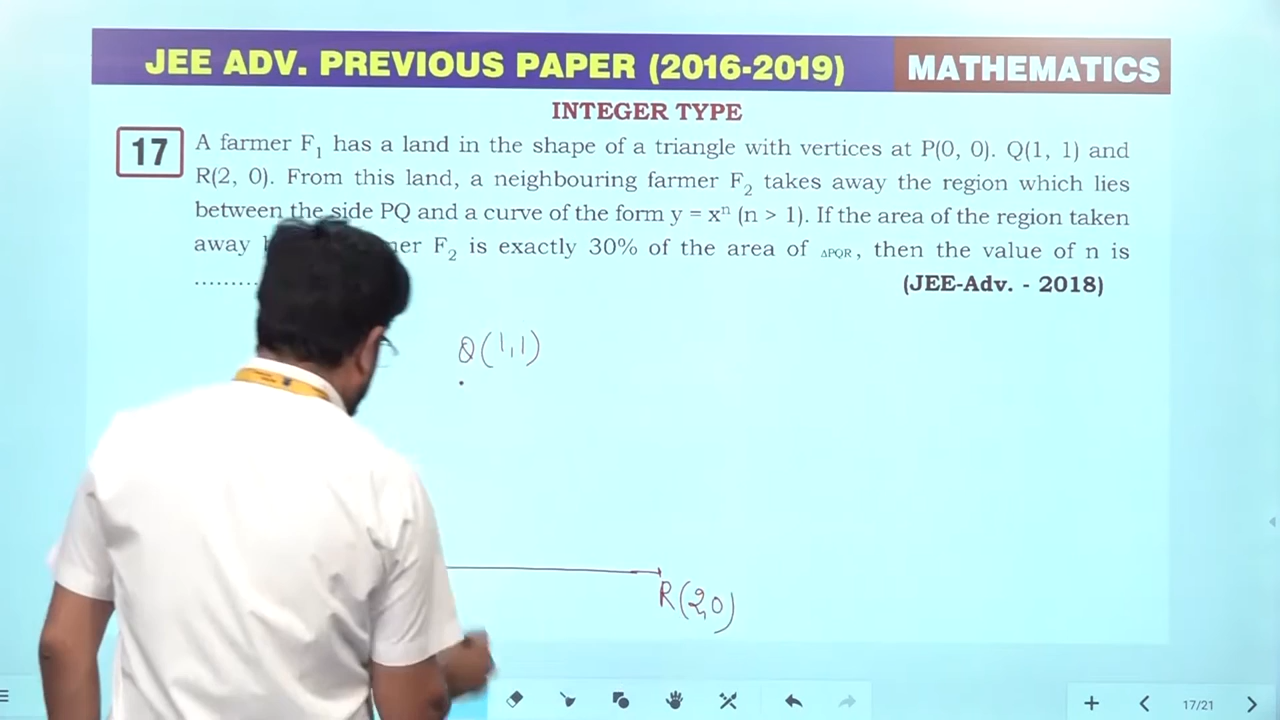 JEE ADV. PREVIOUS PAPER (2016-2019) MATHEMATICS
INTEGER TYPE
17 A farmer F₁ has a land in the shape of a triangle with vertices at P(0, 0). Q(1, 1) and
R(2, 0). From this land, a neighbouring farmer F₂ takes away the region which lies
between the side PQ and a curve of the form y = xⁿ (n > 1). If the area of the region taken
away F₂ is exactly 30% of the area of ΔPQR, then the value of n is
......... (JEE-Adv. - 2018)
Q(1,1)
R(2,0)
17/21